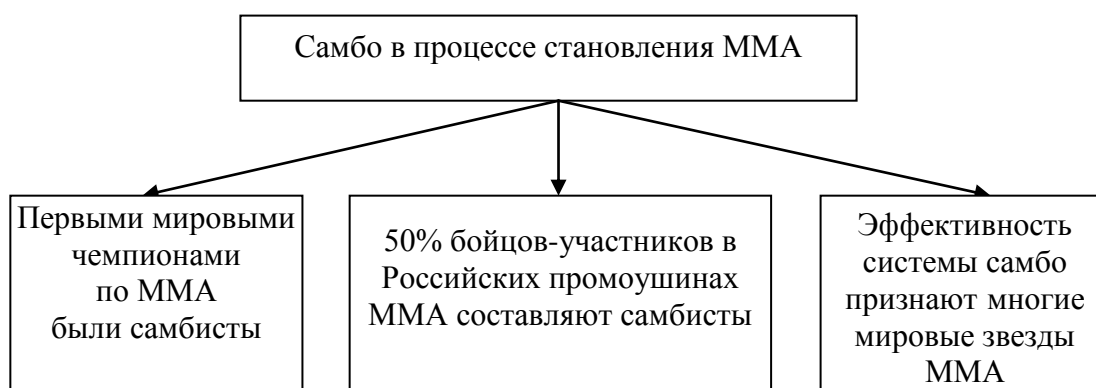 Самбо в процессе становления ММА
Первыми мировыми
чемпионами
по ММА
были самбисты
50% бойцов-участников в
Российских промоушинах
ММА составляют самбисты
Эффективность
системы самбо
признают многие
мировые звезды
ММА